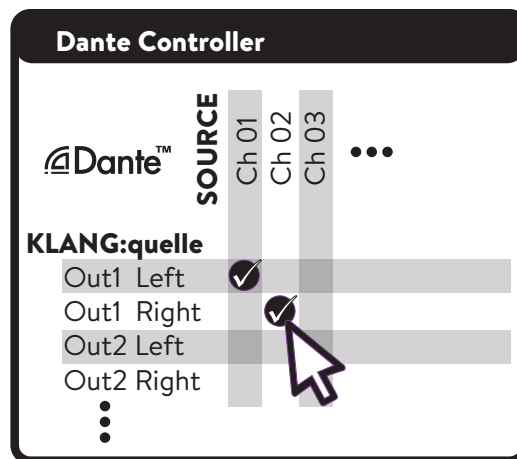 Dante Controller
Dante™
SOURCE
Ch 01
Ch 02
Ch 03
•••
KLANG:quelle
Out1 Left
Out1 Right
Out2 Left
Out2 Right